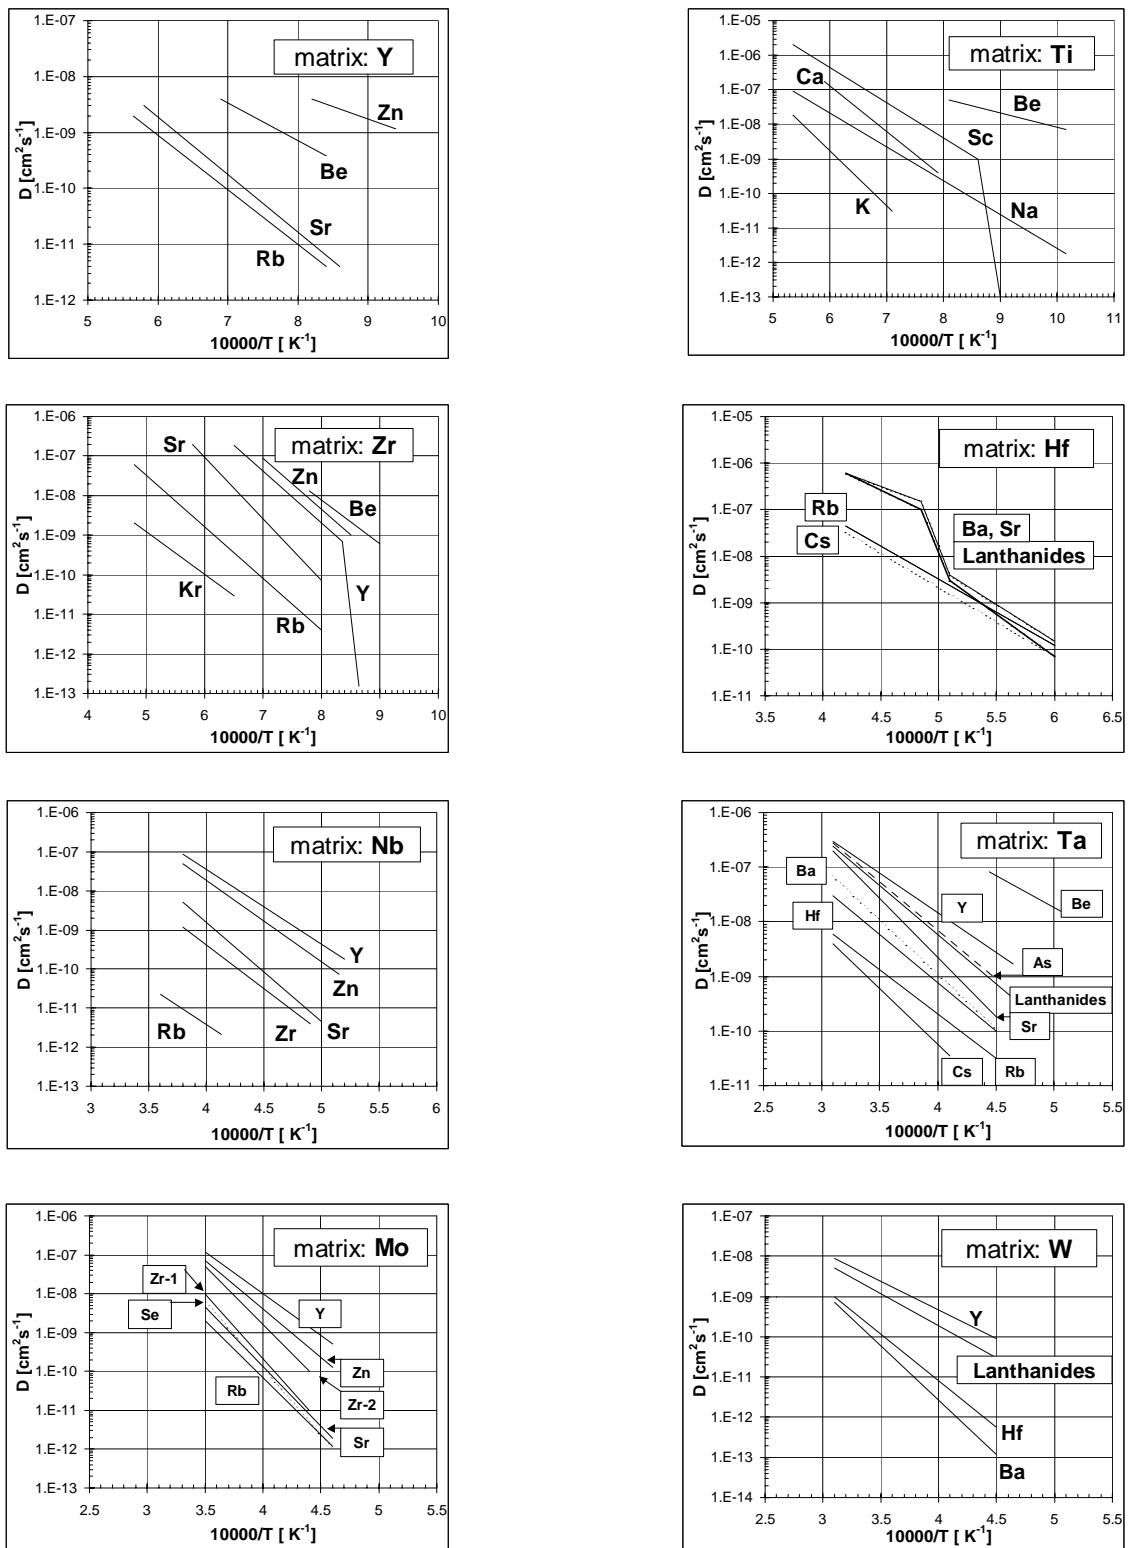 matrix: Y
1.E-07
1.E-08
1.E-09
1.E-10
1.E-11
1.E-12
D [cm²s⁻¹]
Zn
Be
Sr
Rb
5 6 7 8 9 10
10000/T [ K⁻¹]
matrix: Ti
1.E-05
1.E-06
1.E-07
1.E-08
1.E-09
1.E-10
1.E-11
1.E-12
1.E-13
D [cm²s⁻¹]
Ca
Be
Sc
K
Na
5 6 7 8 9 10 11
10000/T [ K⁻¹]
matrix: Zr
1.E-06
1.E-07
1.E-08
1.E-09
1.E-10
1.E-11
1.E-12
1.E-13
D [cm²s⁻¹]
Sr
Zn
Be
Kr
Y
Rb
4 5 6 7 8 9 10
10000/T [ K⁻¹]
matrix: Hf
1.E-05
1.E-06
1.E-07
1.E-08
1.E-09
1.E-10
1.E-11
D [cm²s⁻¹]
Rb
Cs
Ba, Sr
Lanthanides
3.5 4 4.5 5 5.5 6 6.5
10000/T [ K⁻¹]
matrix: Nb
1.E-06
1.E-07
1.E-08
1.E-09
1.E-10
1.E-11
1.E-12
1.E-13
D [cm²s⁻¹]
Y
Zn
Rb
Zr
Sr
3 3.5 4 4.5 5 5.5 6
10000/T [ K⁻¹]
matrix: Ta
1.E-06
1.E-07
1.E-08
1.E-09
1.E-10
1.E-11
D [cm²s⁻¹]
Ba
Hf
Y
Be
As
Lanthanides
Sr
Cs
Rb
2.5 3 3.5 4 4.5 5 5.5
10000/T [ K⁻¹]
matrix: Mo
1.E-06
1.E-07
1.E-08
1.E-09
1.E-10
1.E-11
1.E-12
1.E-13
D [cm²s⁻¹]
Zr-1
Se
Y
Zn
Rb
Zr-2
Sr
2.5 3 3.5 4 4.5 5 5.5
10000/T [ K⁻¹]
matrix: W
1.E-07
1.E-08
1.E-09
1.E-10
1.E-11
1.E-12
1.E-13
1.E-14
D [cm²s⁻¹]
Y
Lanthanides
Hf
Ba
2.5 3 3.5 4 4.5 5 5.5
10000/T [ K⁻¹]